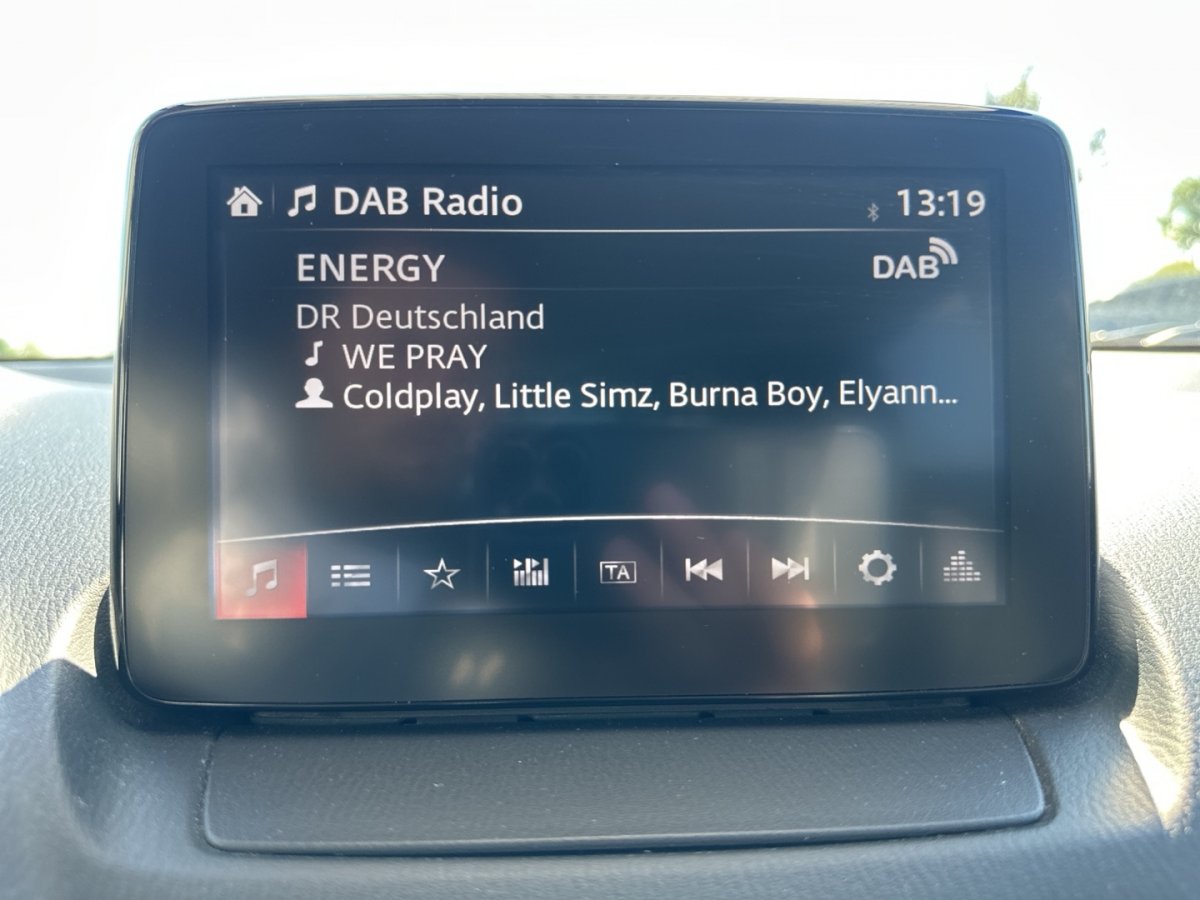 DAB Radio 13:19
ENERGY DAB
DR Deutschland
WE PRAY
Coldplay, Little Simz, Burna Boy, Elyann...
TA